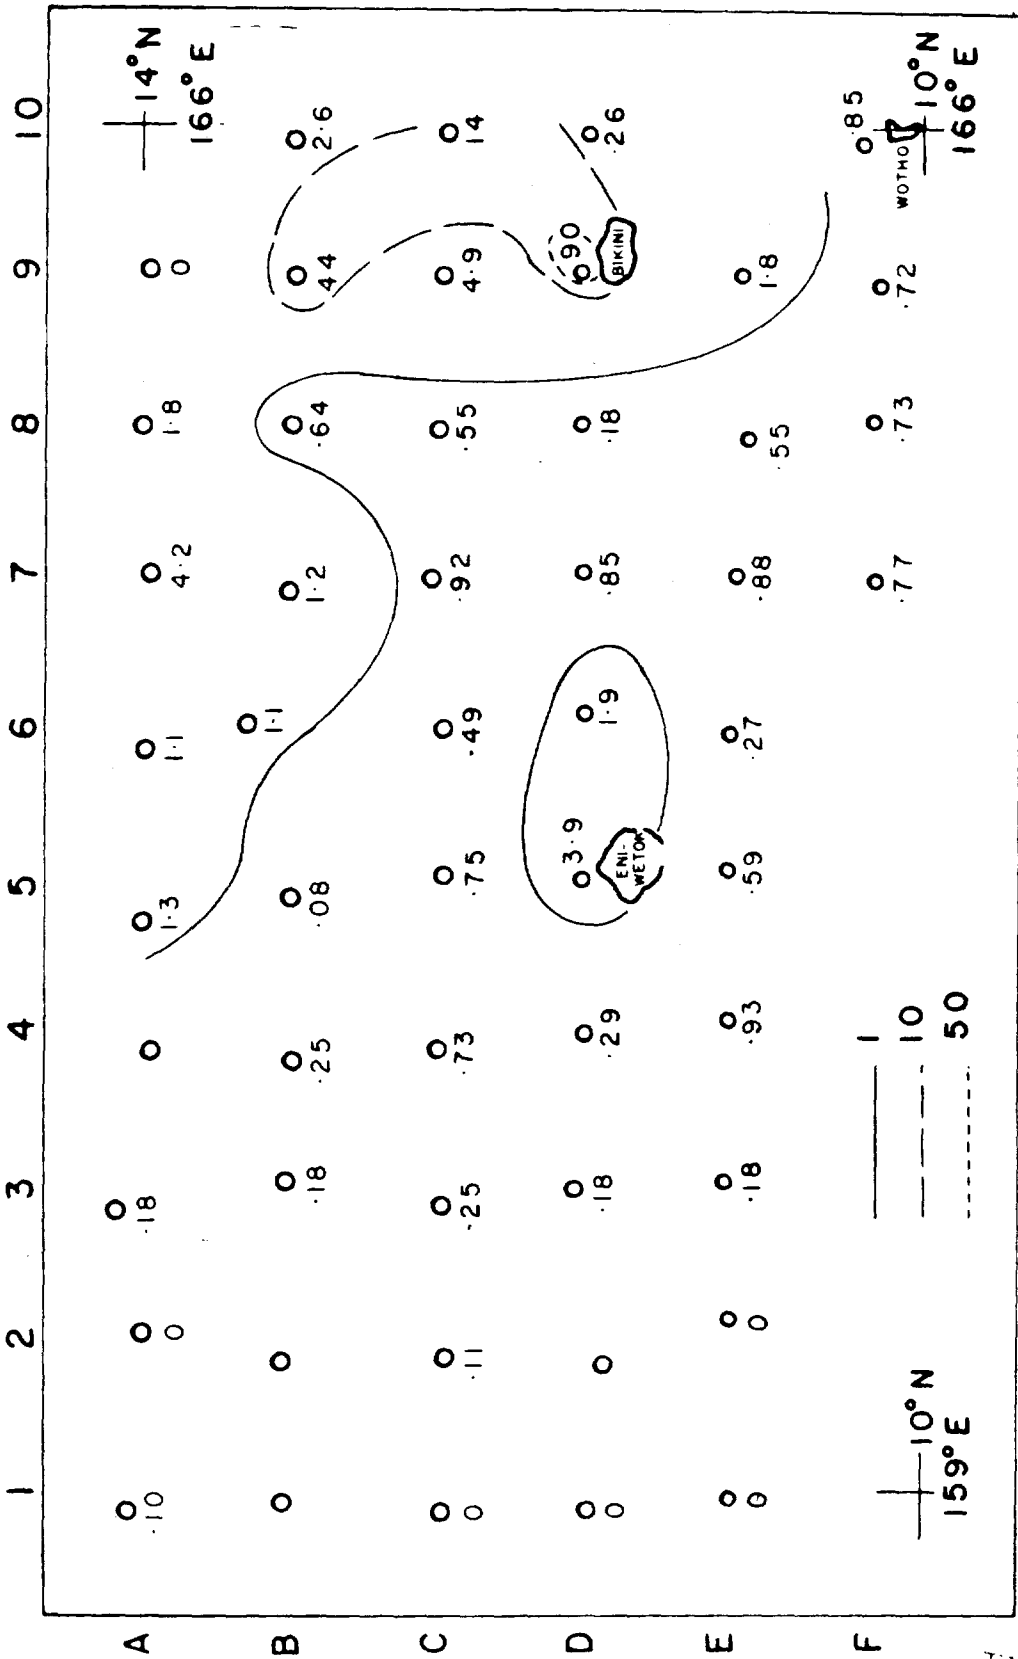 1 2 3 4 5 6 7 8 9 10
A .10 0 .18 1.3 1.1 4.2 1.8 0 14°N
166°E
B .18 .25 .08 1.1 1.2 .64 44 2.6
C 0 .11 .25 .73 .75 .49 .92 .55 4.9 14
D 0 .18 .29 3.9 1.9 .85 .18 90 .26
ENI-
WETOK
BIKINI
E 0 0 .18 .93 .59 .27 .88 .55 1.8
F .77 .73 .72 .85
WOTHO
10°N
159°E
1
10
50
10°N
166°E